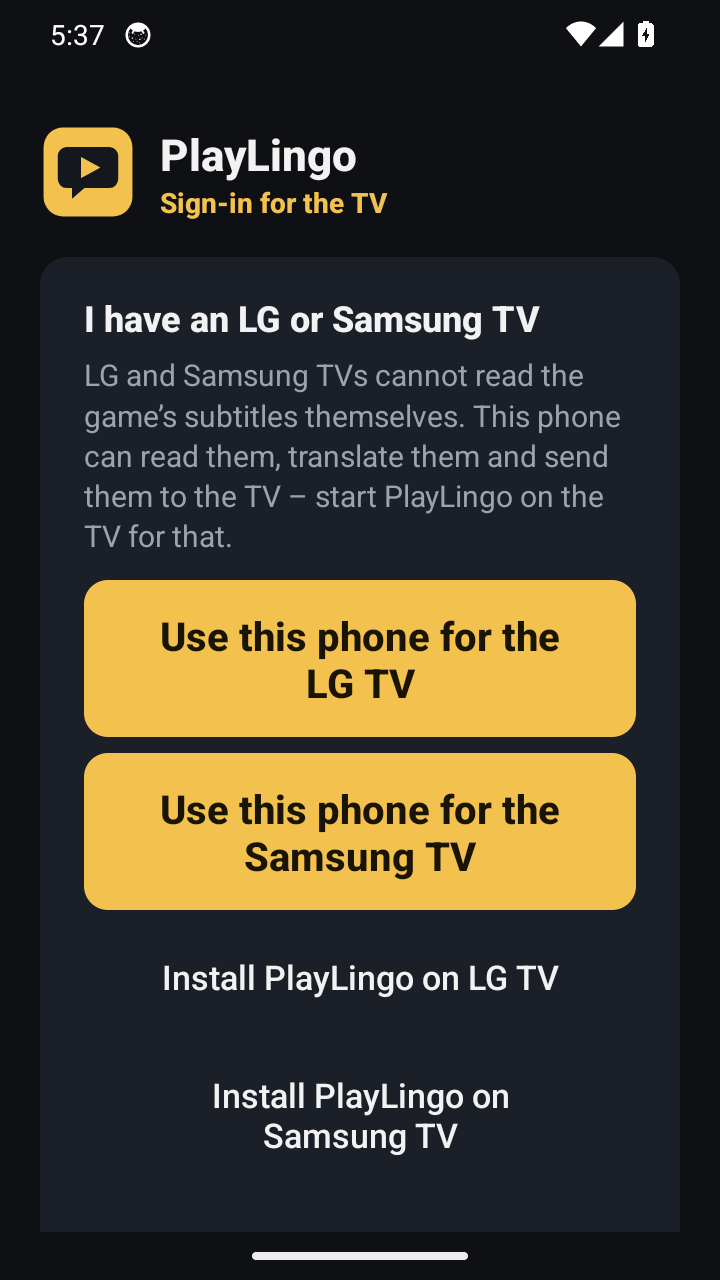 5:37
PlayLingo
Sign-in for the TV
I have an LG or Samsung TV
LG and Samsung TVs cannot read the
game’s subtitles themselves. This phone
can read them, translate them and send
them to the TV – start PlayLingo on the
TV for that.
Use this phone for the
LG TV
Use this phone for the
Samsung TV
Install PlayLingo on LG TV
Install PlayLingo on
Samsung TV